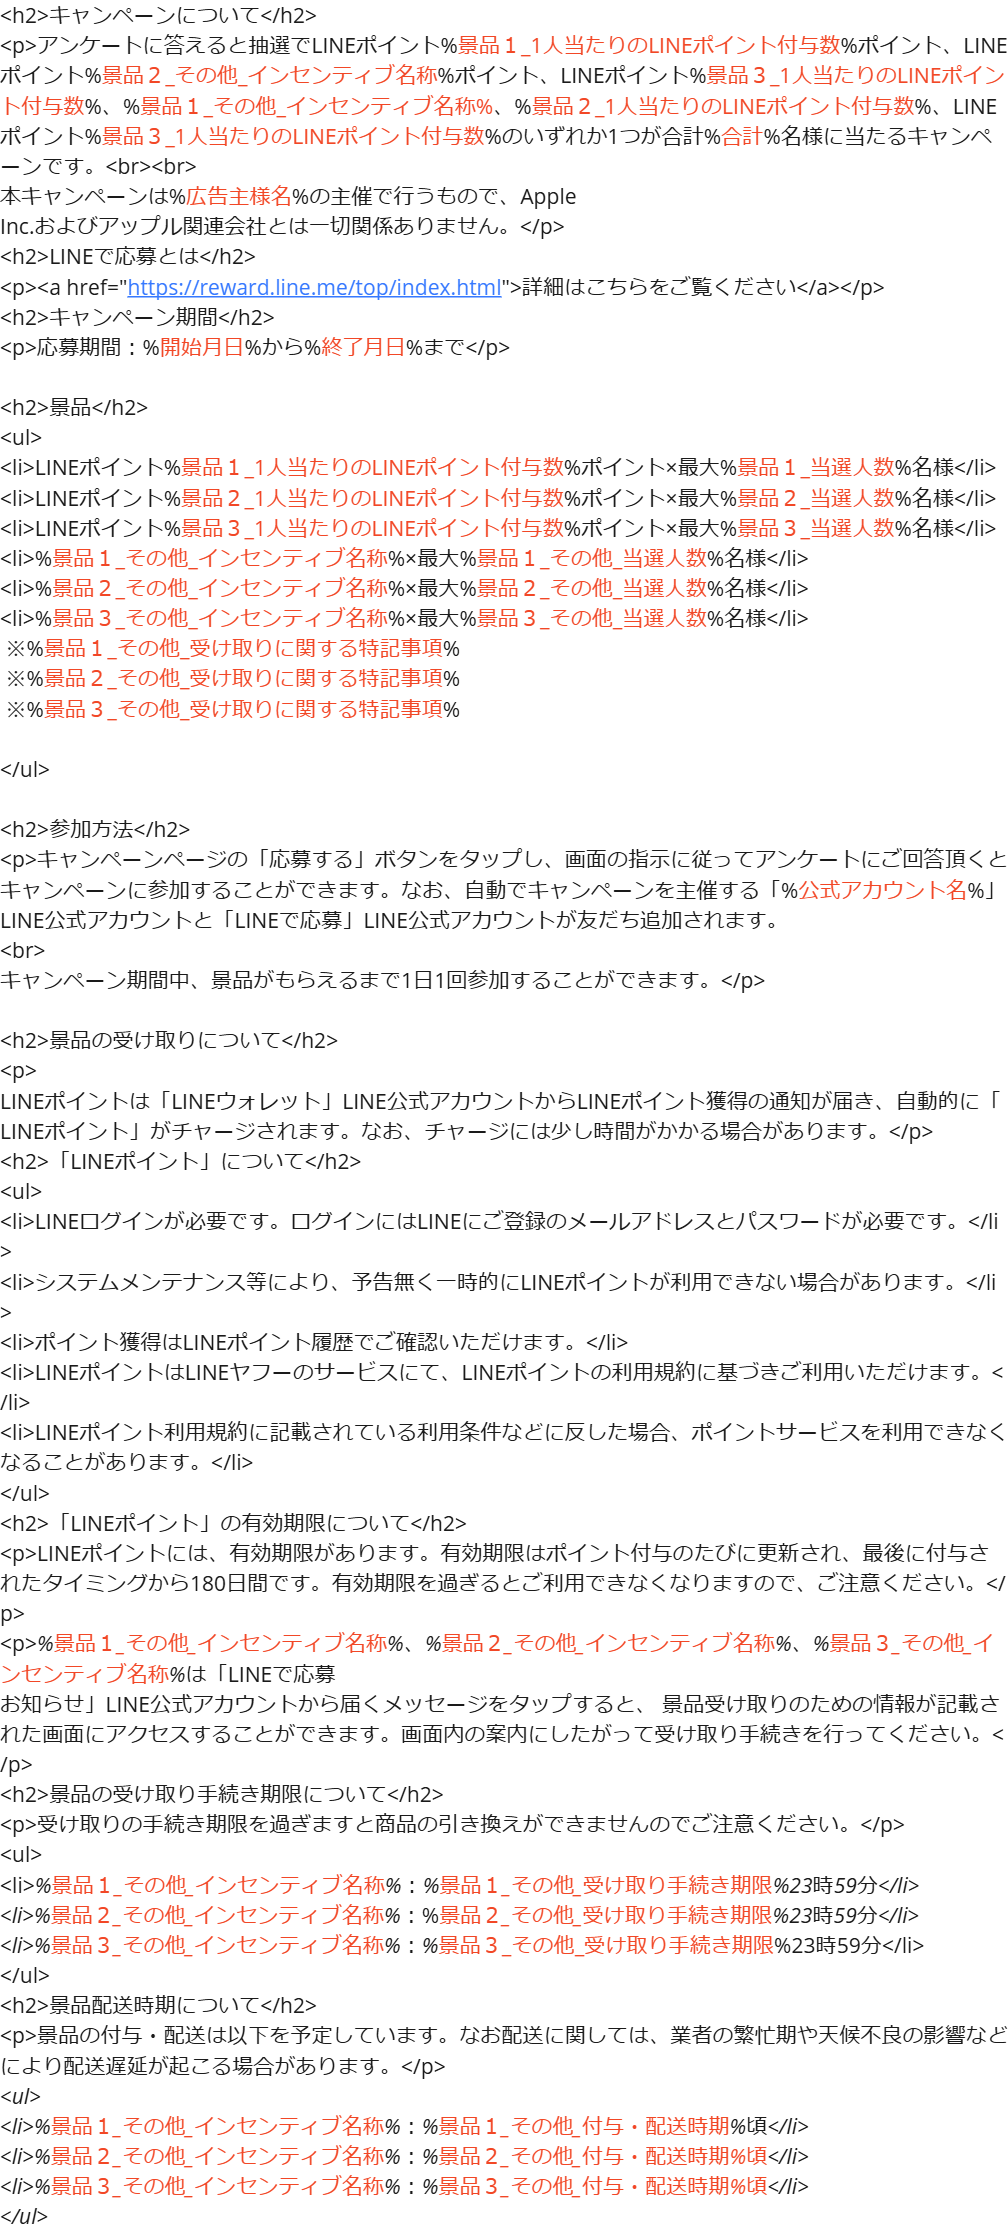 <h2>キャンペーンについて</h2>
<p>アンケートに答えると抽選でLINEポイント%景品１_1人当たりのLINEポイント付与数%ポイント、LINE
ポイント%景品２_その他_インセンティブ名称%ポイント、LINEポイント%景品３_1人当たりのLINEポイン
ト付与数%、%景品１_その他_インセンティブ名称%、%景品２_1人当たりのLINEポイント付与数%、LINE
ポイント%景品３_1人当たりのLINEポイント付与数%のいずれか1つが合計%合計%名様に当たるキャンペ
ーンです。<br><br>
本キャンペーンは%広告主様名%の主催で行うもので、Apple
Inc.およびアップル関連会社とは一切関係ありません。</p>
<h2>LINEで応募とは</h2>
<p><a href="https://reward.line.me/top/index.html">詳細はこちらをご覧ください</a></p>
<h2>キャンペーン期間</h2>
<p>応募期間：%開始月日%から%終了月日%まで</p>
<h2>景品</h2>
<ul>
<li>LINEポイント%景品１_1人当たりのLINEポイント付与数%ポイント×最大%景品１_当選人数%名様</li>
<li>LINEポイント%景品２_1人当たりのLINEポイント付与数%ポイント×最大%景品２_当選人数%名様</li>
<li>LINEポイント%景品３_1人当たりのLINEポイント付与数%ポイント×最大%景品３_当選人数%名様</li>
<li>%景品１_その他_インセンティブ名称%×最大%景品１_その他_当選人数%名様</li>
<li>%景品２_その他_インセンティブ名称%×最大%景品２_その他_当選人数%名様</li>
<li>%景品３_その他_インセンティブ名称%×最大%景品３_その他_当選人数%名様</li>
※%景品１_その他_受け取りに関する特記事項%
※%景品２_その他_受け取りに関する特記事項%
※%景品３_その他_受け取りに関する特記事項%
</ul>
<h2>参加方法</h2>
<p>キャンペーンページの「応募する」ボタンをタップし、画面の指示に従ってアンケートにご回答頂くと
キャンペーンに参加することができます。なお、自動でキャンペーンを主催する「%公式アカウント名%」
LINE公式アカウントと「LINEで応募」LINE公式アカウントが友だち追加されます。
<br>
キャンペーン期間中、景品がもらえるまで1日1回参加することができます。</p>
<h2>景品の受け取りについて</h2>
<p>
LINEポイントは「LINEウォレット」LINE公式アカウントからLINEポイント獲得の通知が届き、自動的に「
LINEポイント」がチャージされます。なお、チャージには少し時間がかかる場合があります。</p>
<h2>「LINEポイント」について</h2>
<ul>
<li>LINEログインが必要です。ログインにはLINEにご登録のメールアドレスとパスワードが必要です。</li
>
<li>システムメンテナンス等により、予告無く一時的にLINEポイントが利用できない場合があります。</li
>
<li>ポイント獲得はLINEポイント履歴でご確認いただけます。</li>
<li>LINEポイントはLINEヤフーのサービスにて、LINEポイントの利用規約に基づきご利用いただけます。<
/li>
<li>LINEポイント利用規約に記載されている利用条件などに反した場合、ポイントサービスを利用できなく
なることがあります。</li>
</ul>
<h2>「LINEポイント」の有効期限について</h2>
<p>LINEポイントには、有効期限があります。有効期限はポイント付与のたびに更新され、最後に付与さ
れたタイミングから180日間です。有効期限を過ぎるとご利用できなくなりますので、ご注意ください。</
p>
<p>%景品１_その他_インセンティブ名称%、%景品２_その他_インセンティブ名称%、%景品３_その他_イ
ンセンティブ名称%は「LINEで応募
お知らせ」LINE公式アカウントから届くメッセージをタップすると、 景品受け取りのための情報が記載さ
れた画面にアクセスすることができます。画面内の案内にしたがって受け取り手続きを行ってください。<
/p>
<h2>景品の受け取り手続き期限について</h2>
<p>受け取りの手続き期限を過ぎますと商品の引き換えができませんのでご注意ください。</p>
<ul>
<li>%景品１_その他_インセンティブ名称%：%景品１_その他_受け取り手続き期限%23時59分</li>
<li>%景品２_その他_インセンティブ名称%：%景品２_その他_受け取り手続き期限%23時59分</li>
<li>%景品３_その他_インセンティブ名称%：%景品３_その他_受け取り手続き期限%23時59分</li>
</ul>
<h2>景品配送時期について</h2>
<p>景品の付与・配送は以下を予定しています。なお配送に関しては、業者の繁忙期や天候不良の影響など
により配送遅延が起こる場合があります。</p>
<ul>
<li>%景品１_その他_インセンティブ名称%：%景品１_その他_付与・配送時期%頃</li>
<li>%景品２_その他_インセンティブ名称%：%景品２_その他_付与・配送時期%頃</li>
<li>%景品３_その他_インセンティブ名称%：%景品３_その他_付与・配送時期%頃</li>
</ul>